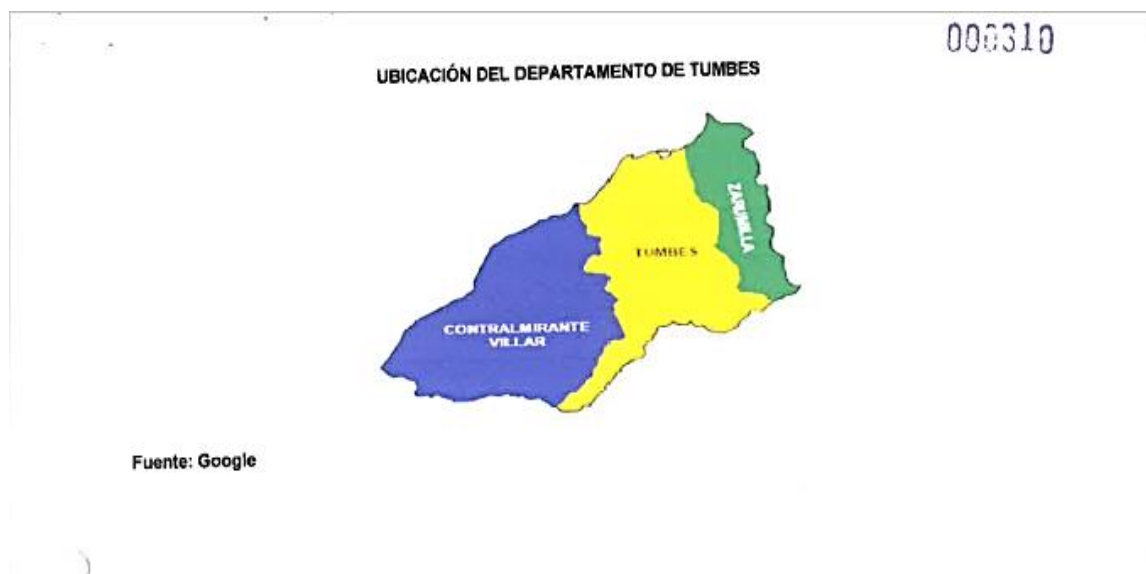 000310
UBICACIÓN DEL DEPARTAMENTO DE TUMBES
ZARUMILLA
TUMBES
CONTRALMIRANTE
VILLAR
Fuente: Google